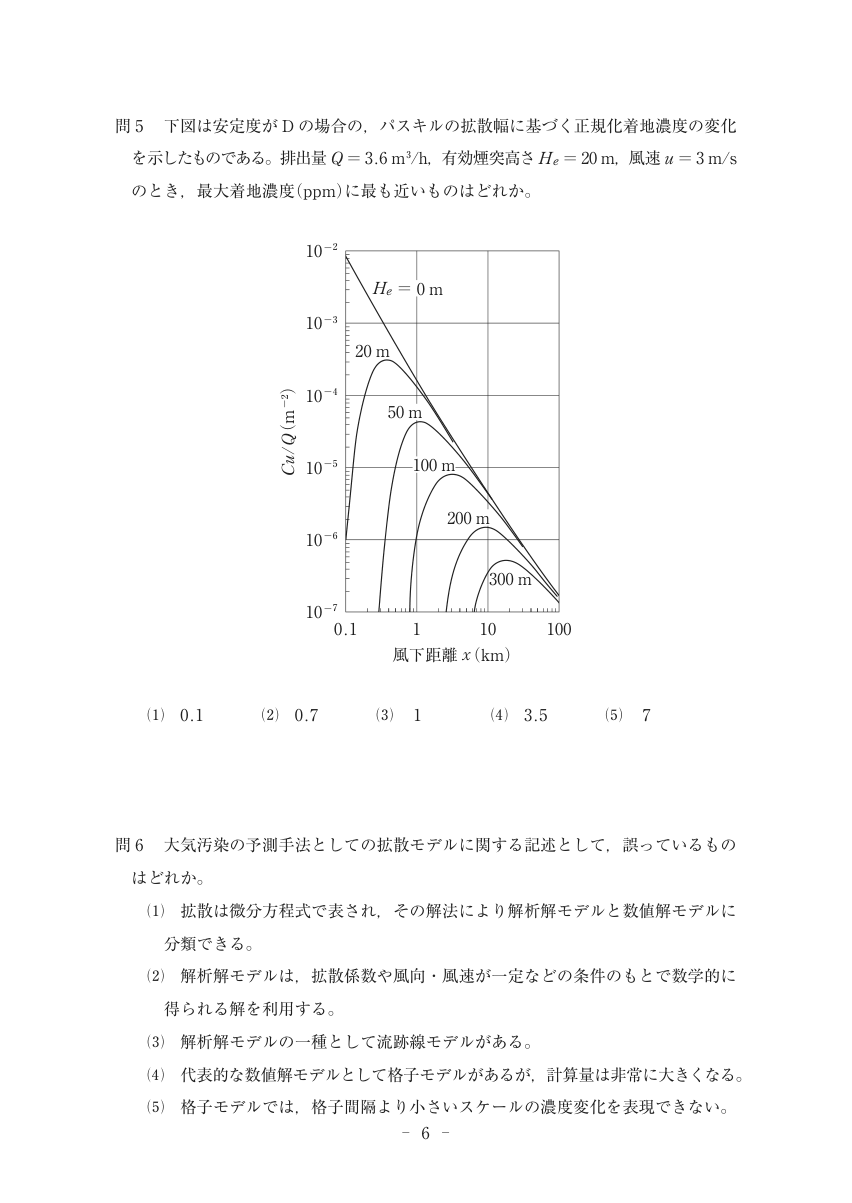 問5　下図は安定度が D の場合の，パスキルの拡散幅に基づく正規化着地濃度の変化
を示したものである。排出量 Q = 3.6 m³/h，有効煙突高さ He = 20 m，風速 u = 3 m/s
のとき，最大着地濃度(ppm)に最も近いものはどれか。
10⁻²
He = 0 m
10⁻³
20 m
10⁻⁴
50 m
Cu/Q (m⁻²)
100 m
10⁻⁵
200 m
10⁻⁶
300 m
10⁻⁷
0.1　1　10　100
風下距離 x (km)
(1)　0.1　(2)　0.7　(3)　1　(4)　3.5　(5)　7
問6　大気汚染の予測手法としての拡散モデルに関する記述として，誤っているもの
はどれか。
(1)　拡散は微分方程式で表され，その解法により解析解モデルと数値解モデルに
分類できる。
(2)　解析解モデルは，拡散係数や風向・風速が一定などの条件のもとで数学的に
得られる解を利用する。
(3)　解析解モデルの一種として流跡線モデルがある。
(4)　代表的な数値解モデルとして格子モデルがあるが，計算量は非常に大きくなる。
(5)　格子モデルでは，格子間隔より小さいスケールの濃度変化を表現できない。
− 6 −